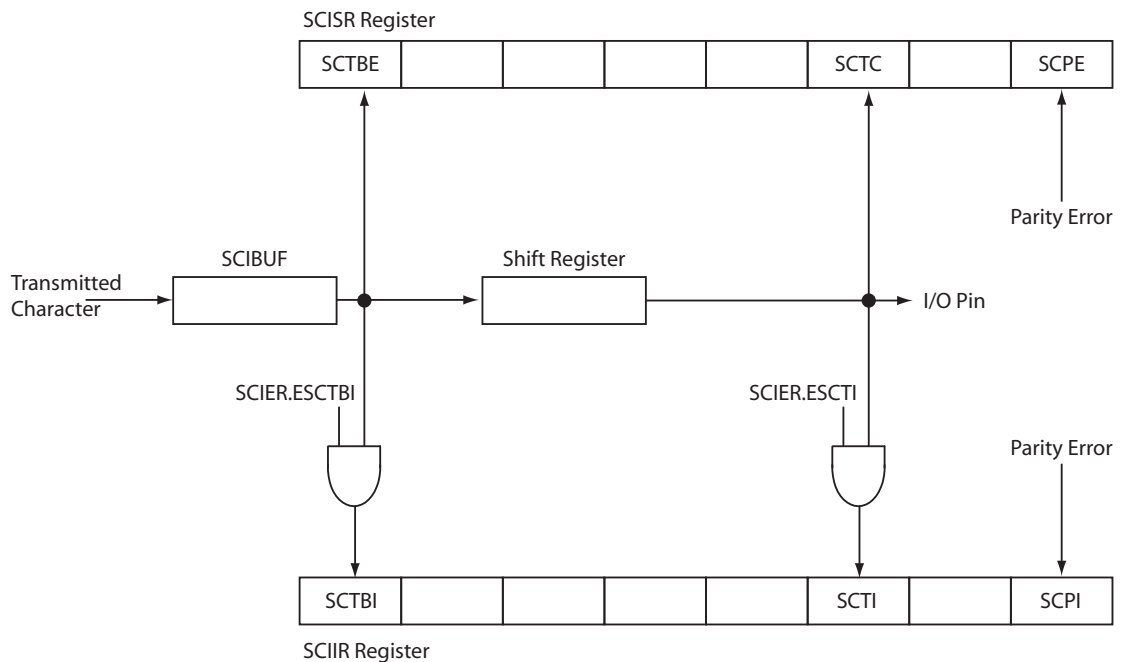 SCISR Register
SCTBE
SCTC
SCPE
Parity Error
SCIBUF
Shift Register
Transmitted
Character
I/O Pin
SCIER.ESCTBI
SCIER.ESCTI
Parity Error
SCTBI
SCTI
SCPI
SCIIR Register